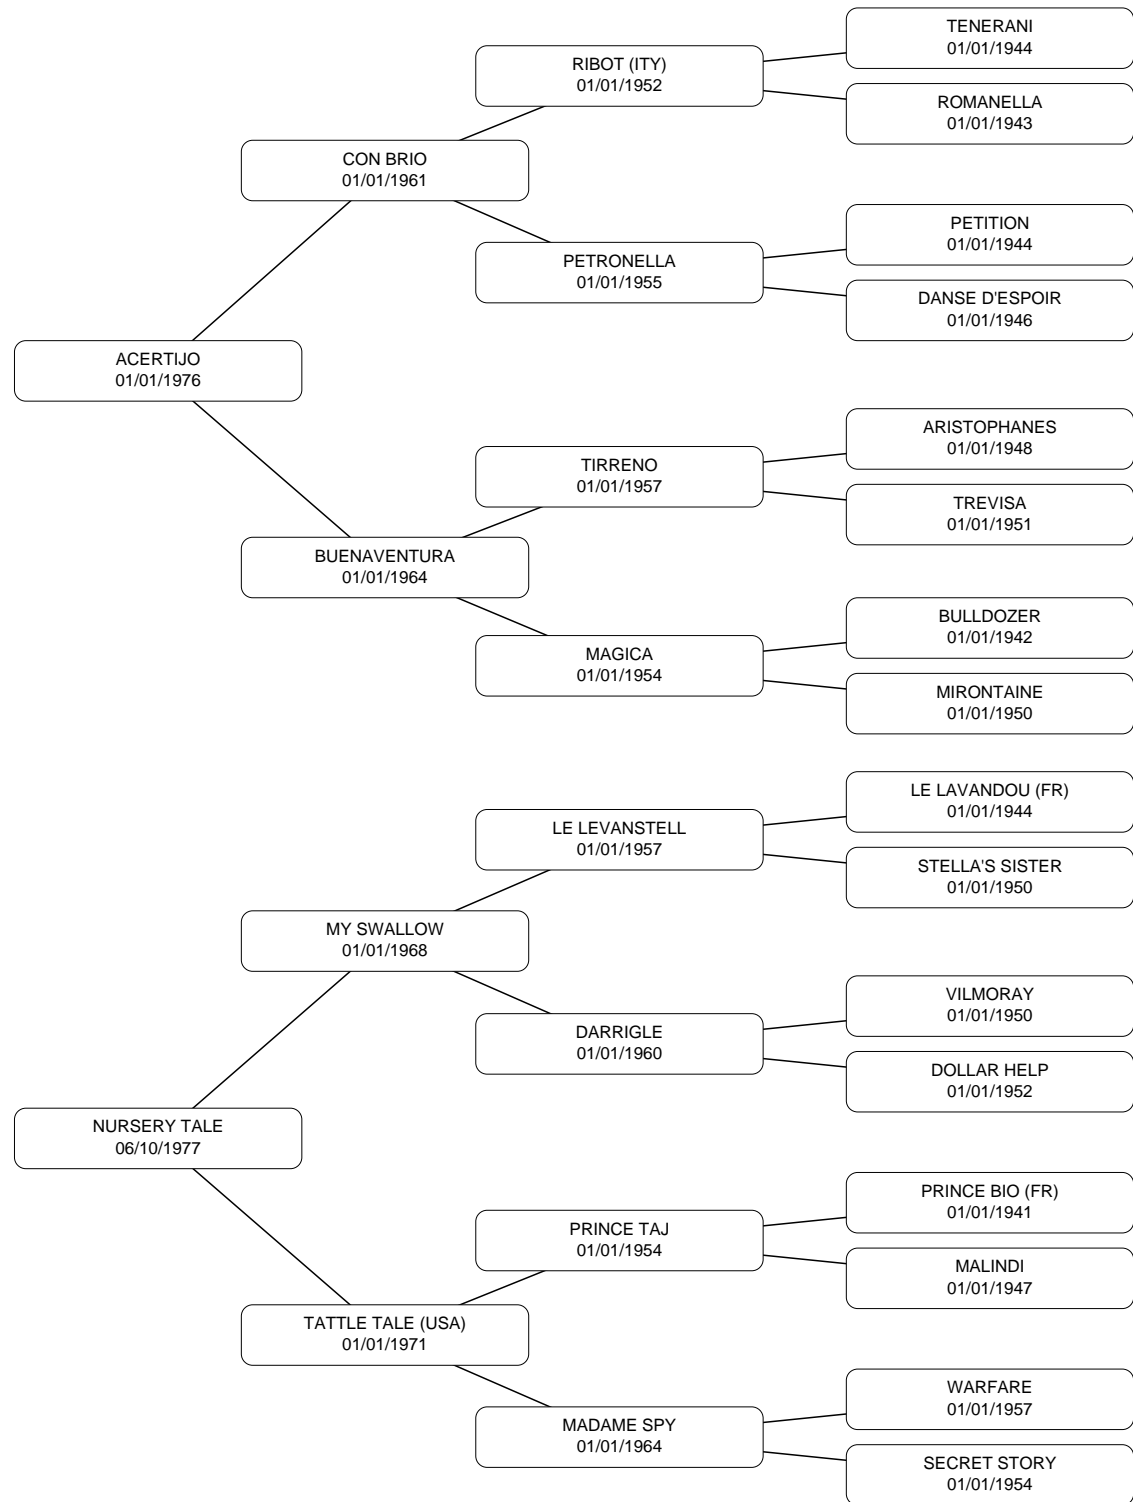 TENERANI
01/01/1944
RIBOT (ITY)
01/01/1952
ROMANELLA
01/01/1943
CON BRIO
01/01/1961
PETITION
01/01/1944
PETRONELLA
01/01/1955
DANSE D'ESPOIR
01/01/1946
ACERTIJO
01/01/1976
ARISTOPHANES
01/01/1948
TIRRENO
01/01/1957
TREVISA
01/01/1951
BUENAVENTURA
01/01/1964
BULLDOZER
01/01/1942
MAGICA
01/01/1954
MIRONTAINE
01/01/1950
LE LAVANDOU (FR)
01/01/1944
LE LEVANSTELL
01/01/1957
STELLA'S SISTER
01/01/1950
MY SWALLOW
01/01/1968
VILMORAY
01/01/1950
DARRIGLE
01/01/1960
DOLLAR HELP
01/01/1952
NURSERY TALE
06/10/1977
PRINCE BIO (FR)
01/01/1941
PRINCE TAJ
01/01/1954
MALINDI
01/01/1947
TATTLE TALE (USA)
01/01/1971
WARFARE
01/01/1957
MADAME SPY
01/01/1964
SECRET STORY
01/01/1954